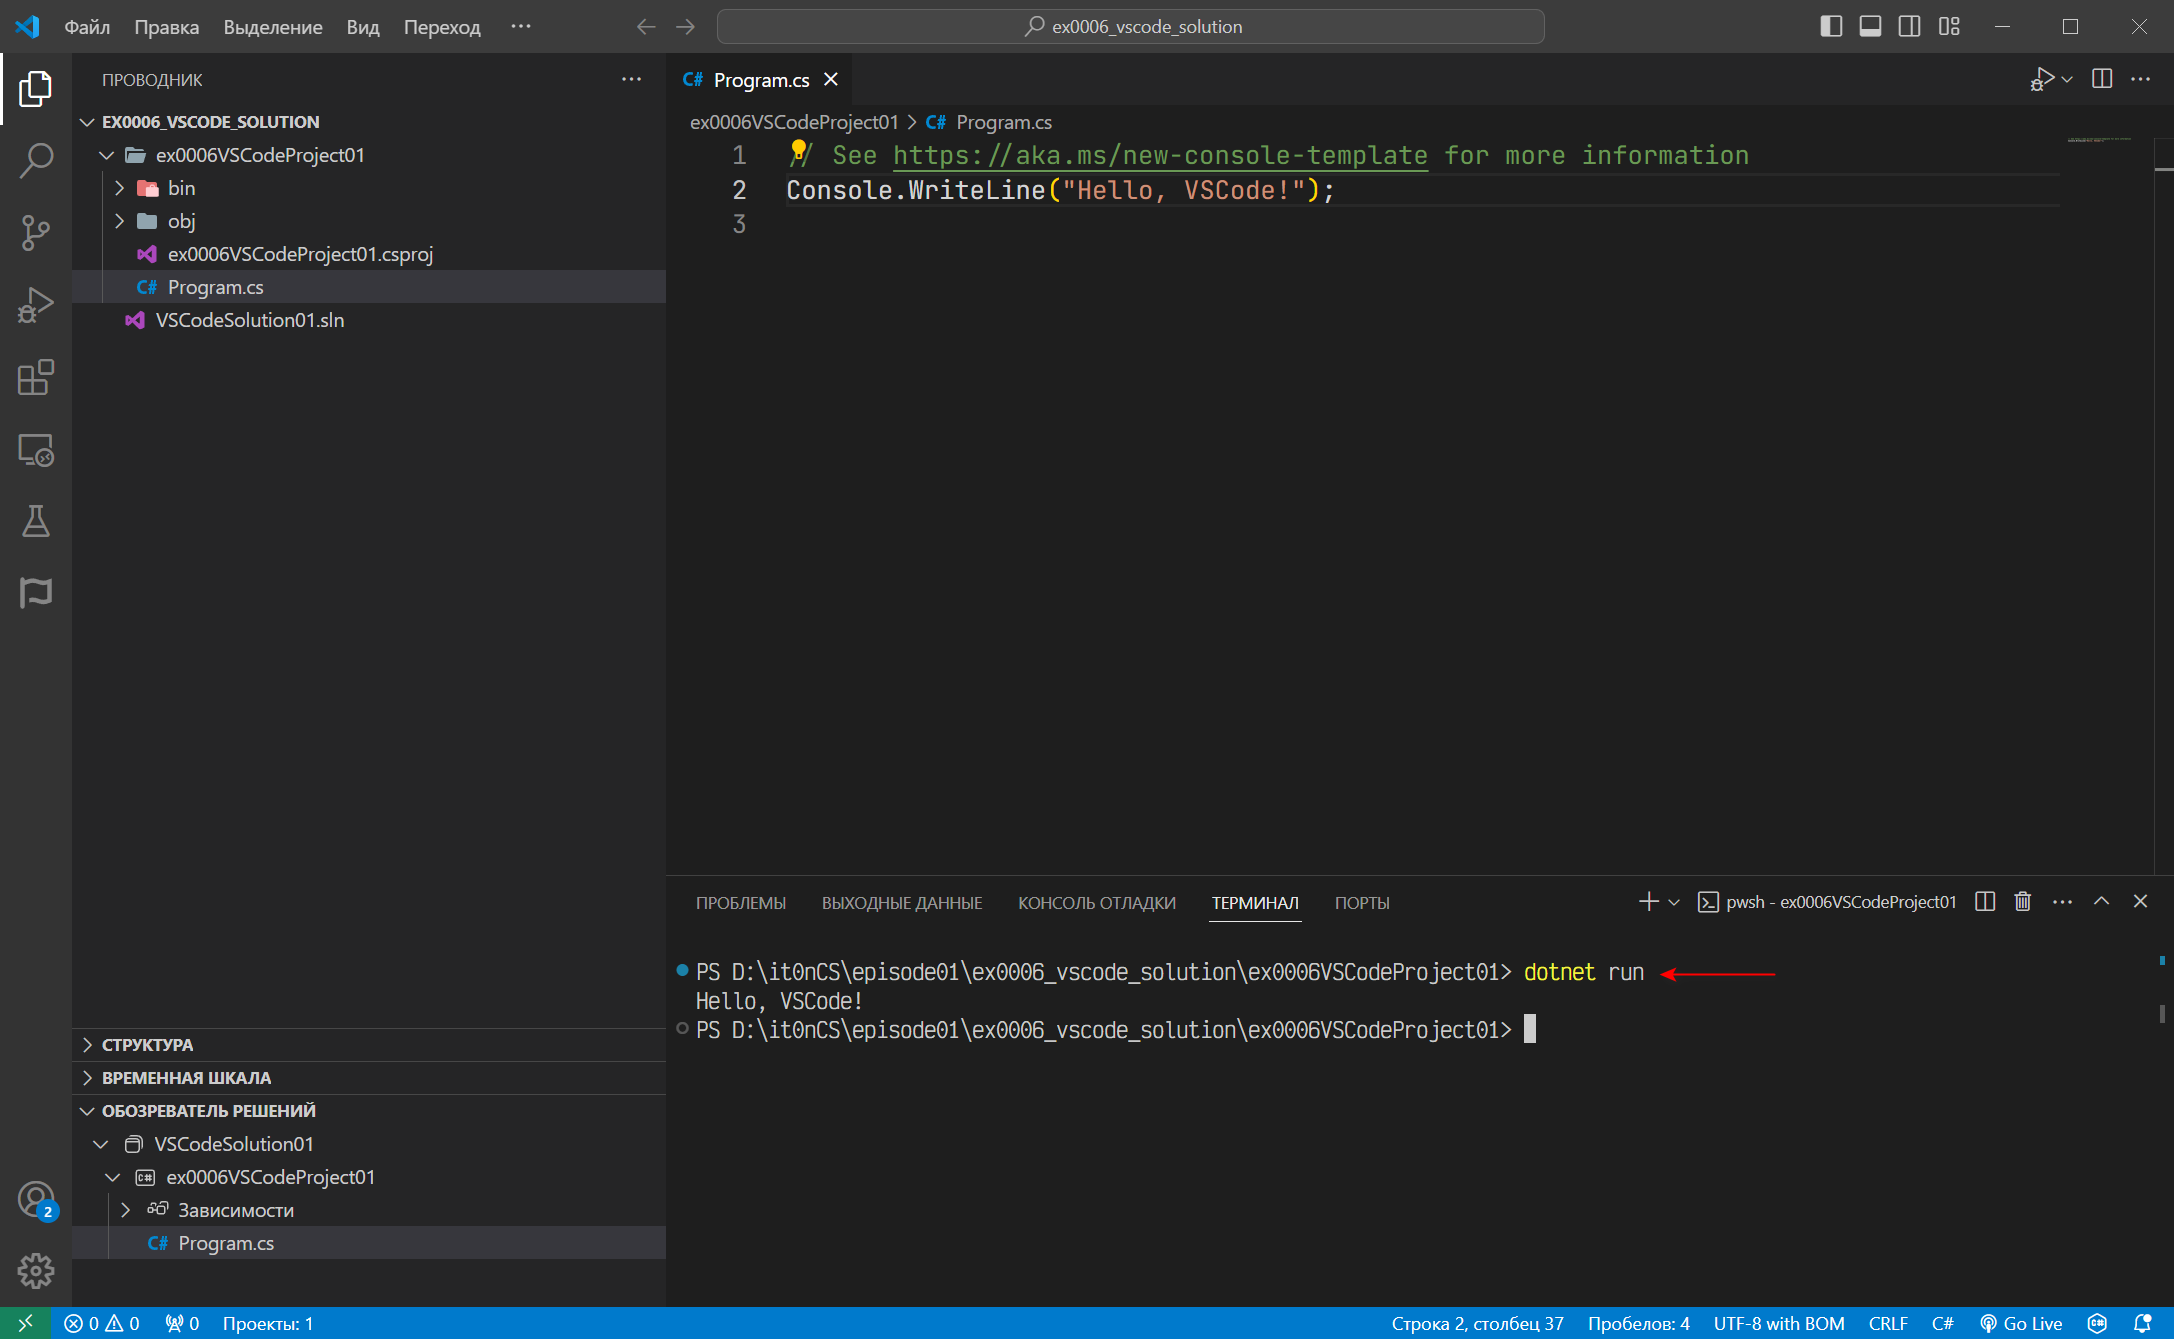 Файл Правка Выделение Вид Переход ··· ex0006_vscode_solution
ПРОВОДНИК
EX0006_VSCODE_SOLUTION
ex0006VSCodeProject01
bin
obj
ex0006VSCodeProject01.csproj
C# Program.cs
VSCodeSolution01.sln
СТРУКТУРА
ВРЕМЕННАЯ ШКАЛА
ОБОЗРЕВАТЕЛЬ РЕШЕНИЙ
VSCodeSolution01
C# ex0006VSCodeProject01
Зависимости
C# Program.cs
2
C# Program.cs
ex0006VSCodeProject01 > C# Program.cs
1 // See https://aka.ms/new-console-template for more information
2 Console.WriteLine("Hello, VSCode!");
3
ПРОБЛЕМЫ ВЫХОДНЫЕ ДАННЫЕ КОНСОЛЬ ОТЛАДКИ ТЕРМИНАЛ ПОРТЫ pwsh - ex0006VSCodeProject01
PS D:\it0nCS\episode01\ex0006_vscode_solution\ex0006VSCodeProject01> dotnet run
Hello, VSCode!
PS D:\it0nCS\episode01\ex0006_vscode_solution\ex0006VSCodeProject01>
0 0 0 Проекты: 1 Строка 2, столбец 37 Пробелов: 4 UTF-8 with BOM CRLF C# Go Live